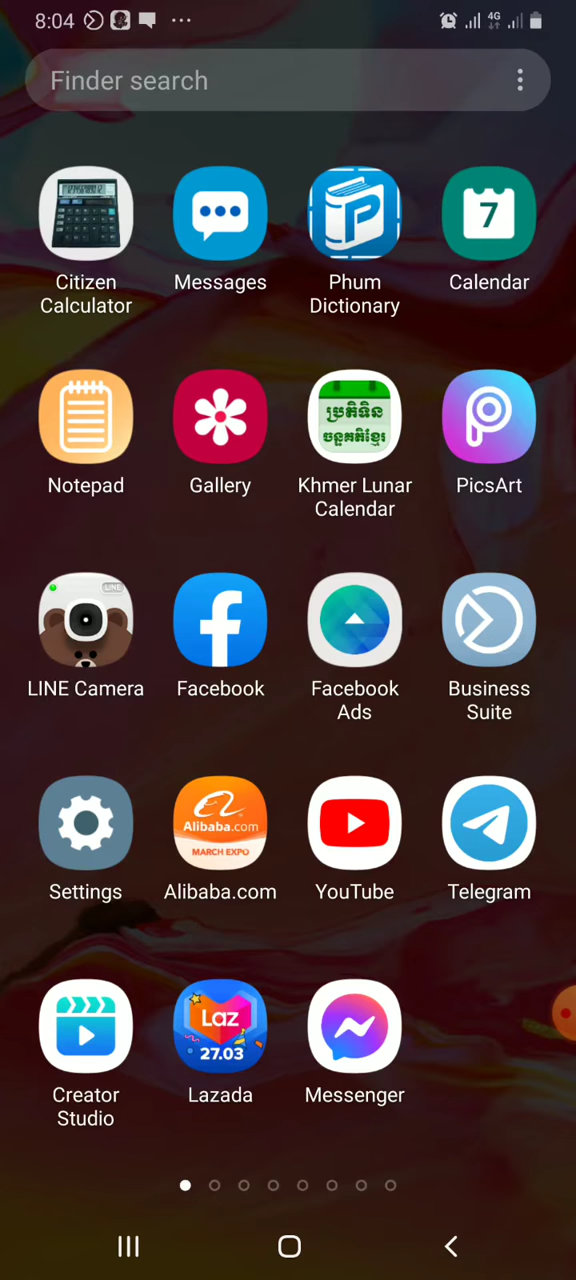 8:04
4G
Finder search
Citizen
Calculator
Messages
Phum
Dictionary
7
Calendar
Notepad
Gallery
ប្រតិទិន
ចន្ទគតិខ្មែរ
Khmer Lunar
Calendar
PicsArt
LINE
LINE Camera
Facebook
Facebook
Ads
Business
Suite
Settings
Alibaba.com
MARCH EXPO
Alibaba.com
YouTube
Telegram
Creator
Studio
Laz
27.03
Lazada
Messenger